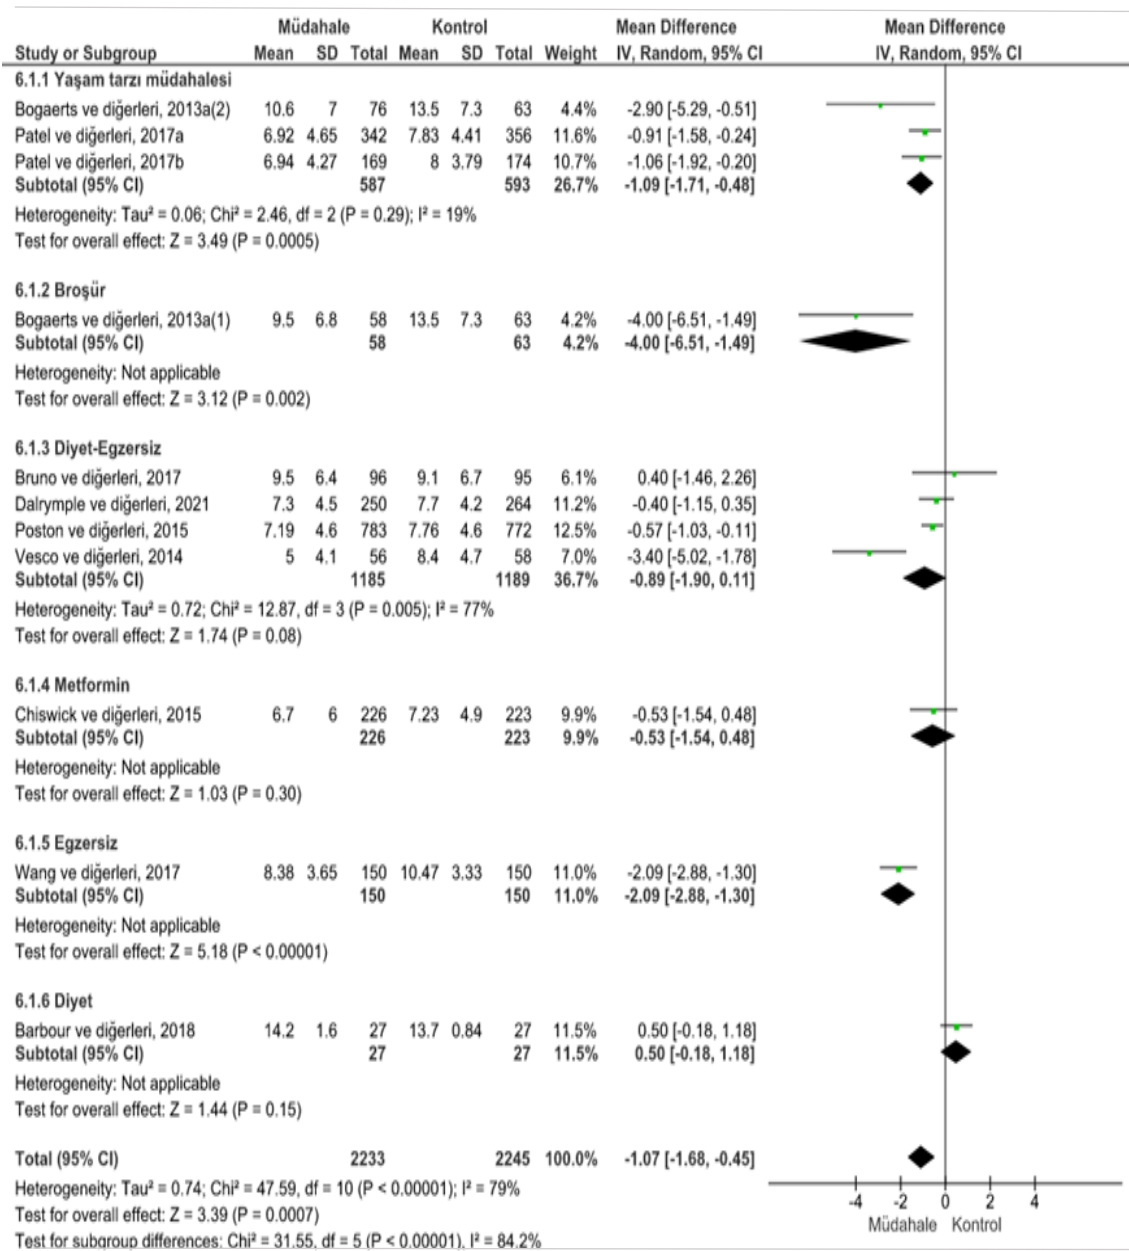 Müdahale Kontrol Mean Difference Mean Difference
Study or Subgroup Mean SD Total Mean SD Total Weight IV, Random, 95% CI IV, Random, 95% CI
6.1.1 Yaşam tarzı müdahalesi
Bogaerts ve diğerleri, 2013a(2) 10.6 7 76 13.5 7.3 63 4.4% -2.90 [-5.29, -0.51]
Patel ve diğerleri, 2017a 6.92 4.65 342 7.83 4.41 356 11.6% -0.91 [-1.58, -0.24]
Patel ve diğerleri, 2017b 6.94 4.27 169 8 3.79 174 10.7% -1.06 [-1.92, -0.20]
Subtotal (95% CI) 587 593 26.7% -1.09 [-1.71, -0.48]
Heterogeneity: Tau² = 0.06; Chi² = 2.46, df = 2 (P = 0.29); I² = 19%
Test for overall effect: Z = 3.49 (P = 0.0005)
6.1.2 Broşür
Bogaerts ve diğerleri, 2013a(1) 9.5 6.8 58 13.5 7.3 63 4.2% -4.00 [-6.51, -1.49]
Subtotal (95% CI) 58 63 4.2% -4.00 [-6.51, -1.49]
Heterogeneity: Not applicable
Test for overall effect: Z = 3.12 (P = 0.002)
6.1.3 Diyet-Egzersiz
Bruno ve diğerleri, 2017 9.5 6.4 96 9.1 6.7 95 6.1% 0.40 [-1.46, 2.26]
Dalrymple ve diğerleri, 2021 7.3 4.5 250 7.7 4.2 264 11.2% -0.40 [-1.15, 0.35]
Poston ve diğerleri, 2015 7.19 4.6 783 7.76 4.6 772 12.5% -0.57 [-1.03, -0.11]
Vesco ve diğerleri, 2014 5 4.1 56 8.4 4.7 58 7.0% -3.40 [-5.02, -1.78]
Subtotal (95% CI) 1185 1189 36.7% -0.89 [-1.90, 0.11]
Heterogeneity: Tau² = 0.72; Chi² = 12.87, df = 3 (P = 0.005); I² = 77%
Test for overall effect: Z = 1.74 (P = 0.08)
6.1.4 Metformin
Chiswick ve diğerleri, 2015 6.7 6 226 7.23 4.9 223 9.9% -0.53 [-1.54, 0.48]
Subtotal (95% CI) 226 223 9.9% -0.53 [-1.54, 0.48]
Heterogeneity: Not applicable
Test for overall effect: Z = 1.03 (P = 0.30)
6.1.5 Egzersiz
Wang ve diğerleri, 2017 8.38 3.65 150 10.47 3.33 150 11.0% -2.09 [-2.88, -1.30]
Subtotal (95% CI) 150 150 11.0% -2.09 [-2.88, -1.30]
Heterogeneity: Not applicable
Test for overall effect: Z = 5.18 (P < 0.00001)
6.1.6 Diyet
Barbour ve diğerleri, 2018 14.2 1.6 27 13.7 0.84 27 11.5% 0.50 [-0.18, 1.18]
Subtotal (95% CI) 27 27 11.5% 0.50 [-0.18, 1.18]
Heterogeneity: Not applicable
Test for overall effect: Z = 1.44 (P = 0.15)
Total (95% CI) 2233 2245 100.0% -1.07 [-1.68, -0.45]
Heterogeneity: Tau² = 0.74; Chi² = 47.59, df = 10 (P < 0.00001); I² = 79%
Test for overall effect: Z = 3.39 (P = 0.0007)
Test for subgroup differences: Chi² = 31.55, df = 5 (P < 0.00001), I² = 84.2%
-4 -2 0 2 4
Müdahale Kontrol